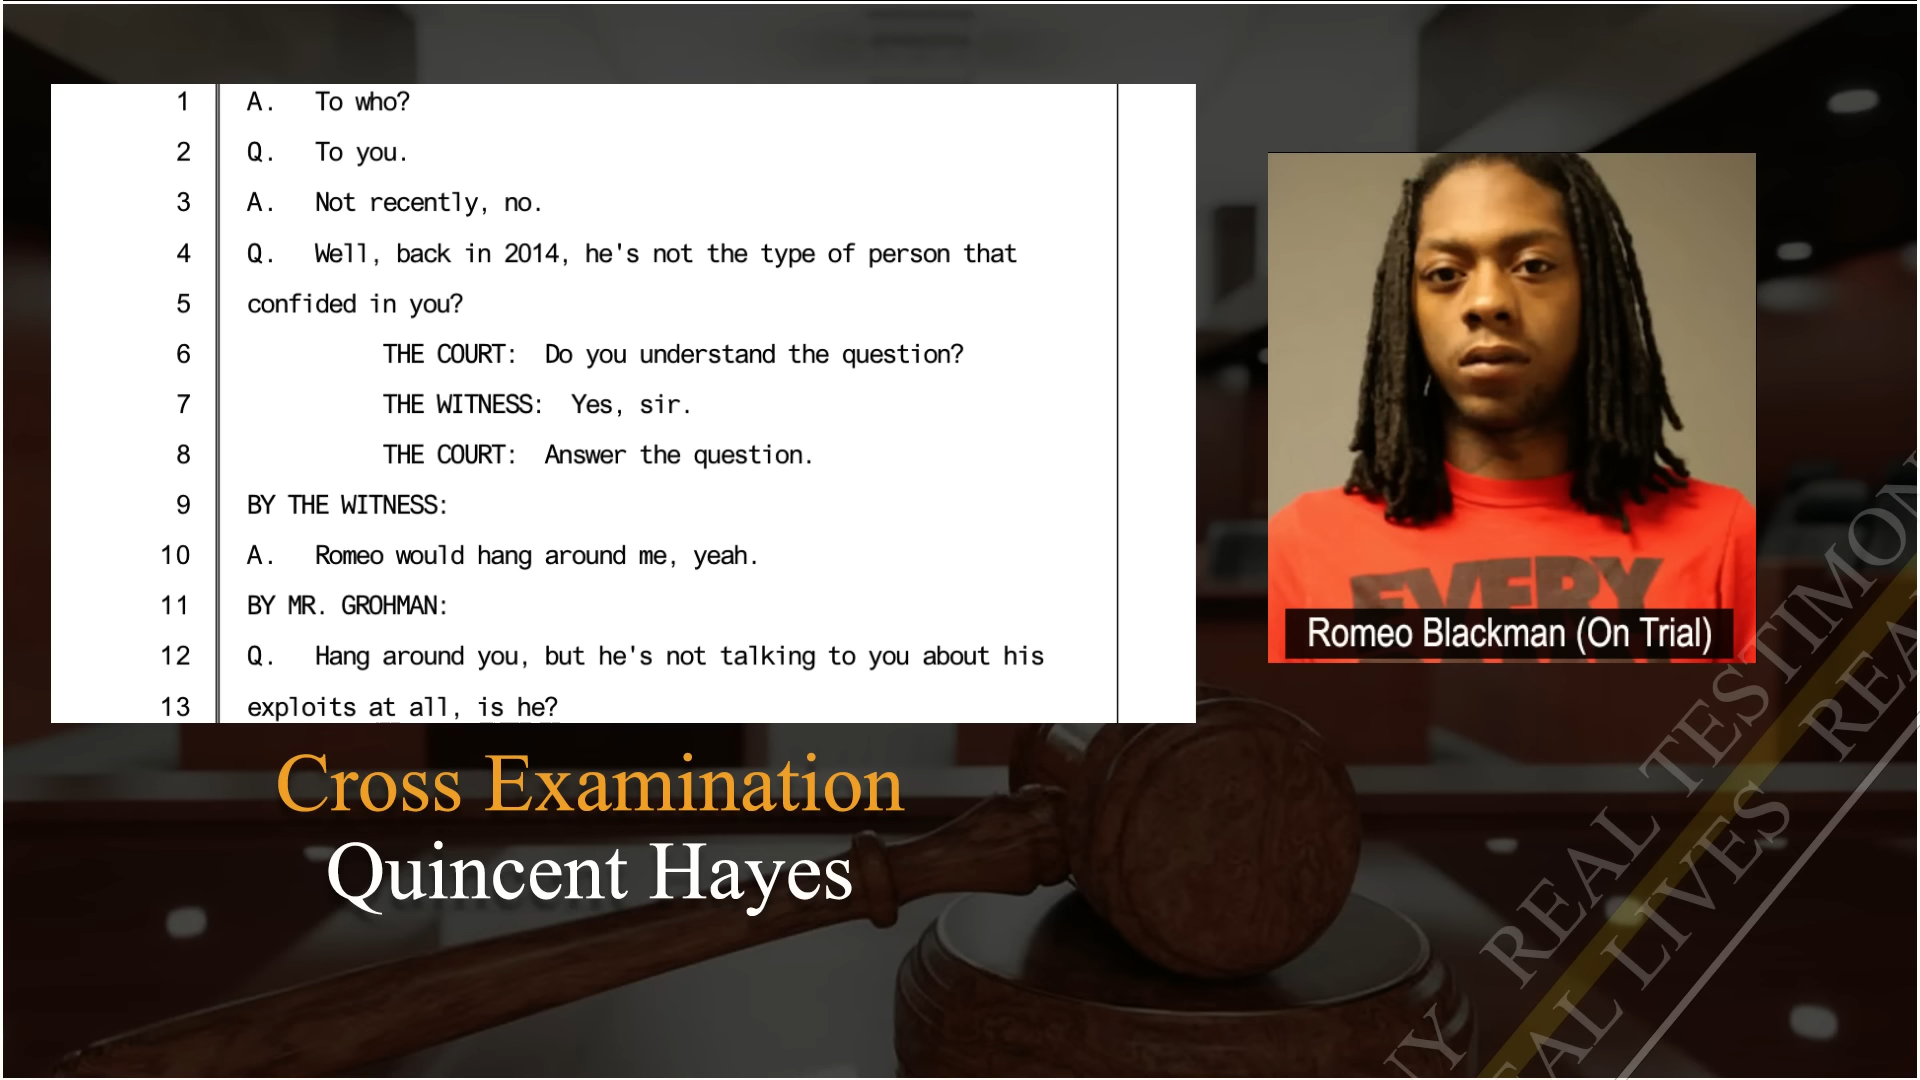 1 A. To who?
2 Q. To you.
3 A. Not recently, no.
4 Q. Well, back in 2014, he's not the type of person that
5 confided in you?
6 THE COURT: Do you understand the question?
7 THE WITNESS: Yes, sir.
8 THE COURT: Answer the question.
9 BY THE WITNESS:
10 A. Romeo would hang around me, yeah.
11 BY MR. GROHMAN:
12 Q. Hang around you, but he's not talking to you about his
13 exploits at all, is he?
EVERY
Romeo Blackman (On Trial)
Cross Examination
Quincent Hayes
REAL TESTIMON
REAL LIVES REA